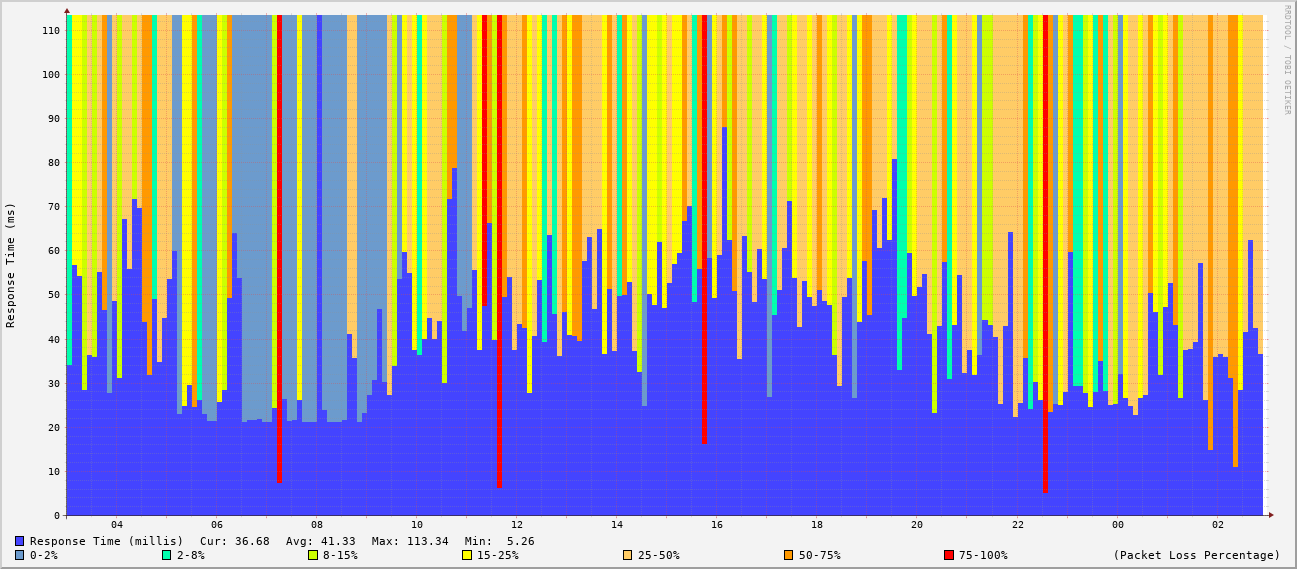 RRDTOOL / TOBI OETIKER
Response Time (ms)
110
100
90
80
70
60
50
40
30
20
10
0
04 06 08 10 12 14 16 18 20 22 00 02
Response Time (millis) Cur: 36.68 Avg: 41.33 Max: 113.34 Min: 5.26
0-2% 2-8% 8-15% 15-25% 25-50% 50-75% 75-100% (Packet Loss Percentage)